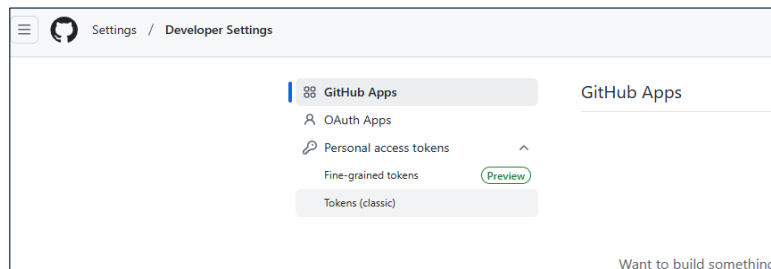 Settings / Developer Settings
GitHub Apps
GitHub Apps
OAuth Apps
Personal access tokens
Fine-grained tokens Preview
Tokens (classic)
Want to build something